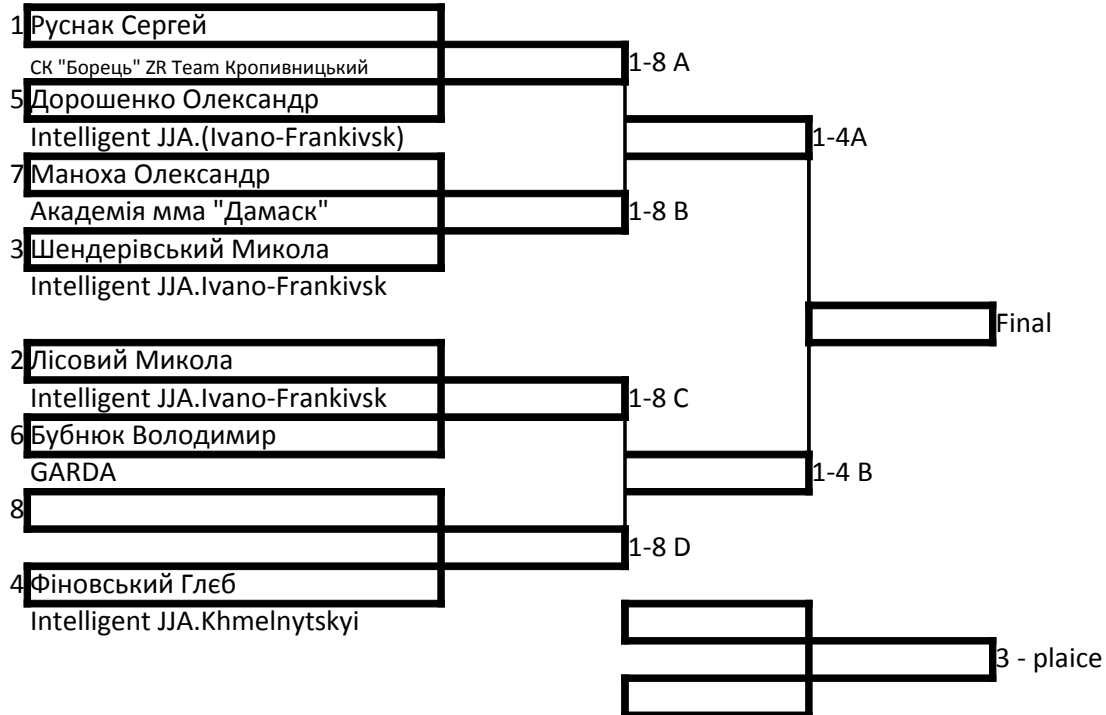 1 Руснак Сергей
СК "Борець" ZR Team Кропивницький
1-8 A
5 Дорошенко Олександр
Intelligent JJA.(Ivano-Frankivsk)
1-4A
7 Маноха Олександр
Академія мма "Дамаск"
1-8 B
3 Шендерівський Микола
Intelligent JJA.Ivano-Frankivsk
Final
2 Лісовий Микола
Intelligent JJA.Ivano-Frankivsk
1-8 C
6 Бубнюк Володимир
GARDA
1-4 B
8
1-8 D
4 Фіновський Глєб
Intelligent JJA.Khmelnytskyi
3 - plaice